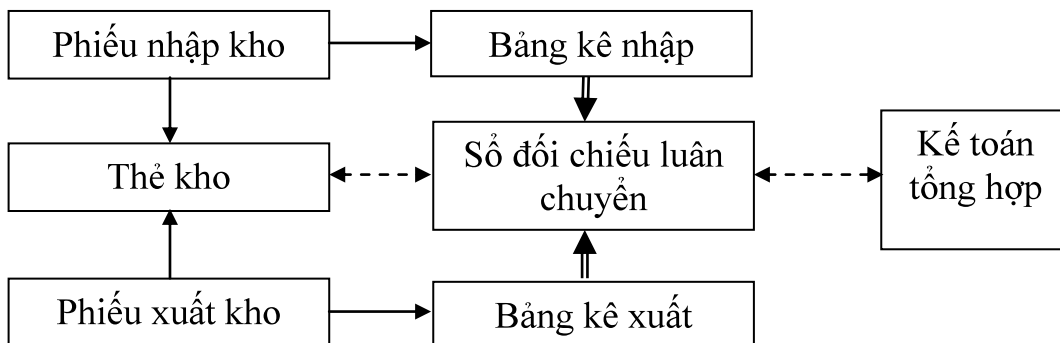 Phiếu nhập kho
Bảng kê nhập
Thẻ kho
Sổ đối chiếu luân
chuyển
Kế toán
tổng hợp
Phiếu xuất kho
Bảng kê xuất